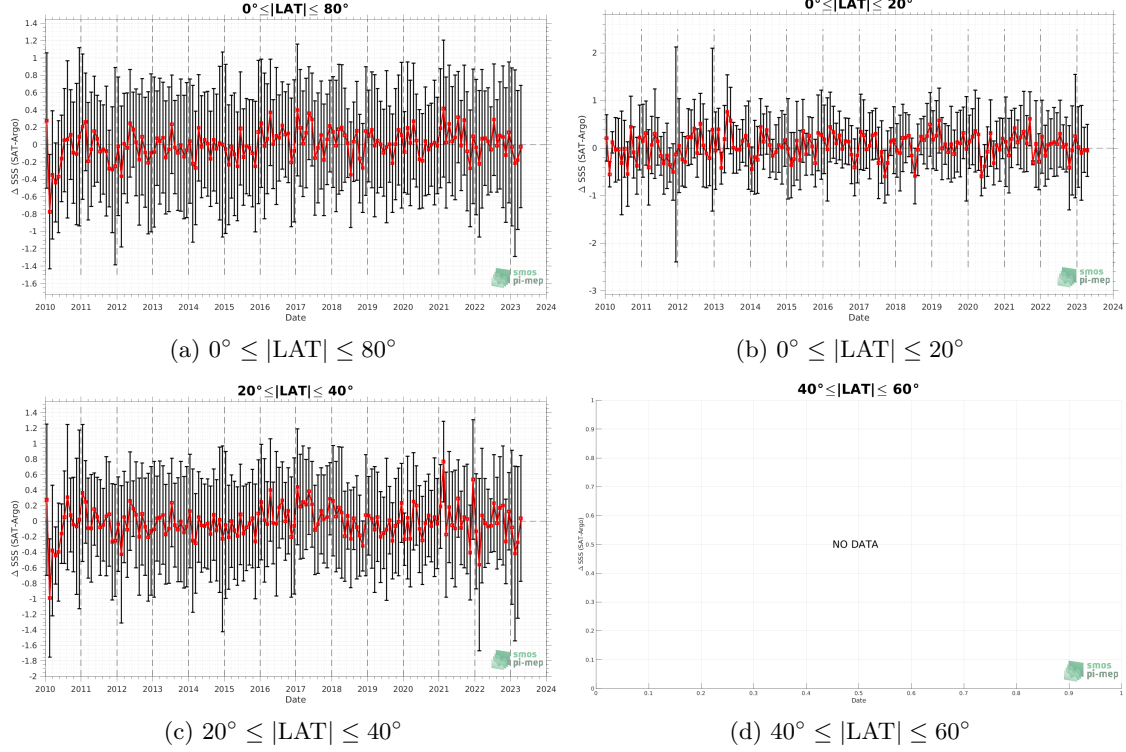 0°≤|LAT|≤ 80°
Δ SSS (SAT-Argo)
1.4
1.2
1
0.8
0.6
0.4
0.2
0
-0.2
-0.4
-0.6
-0.8
-1
-1.2
-1.4
-1.6
smos
pi-mep
2010 2011 2012 2013 2014 2015 2016 2017 2018 2019 2020 2021 2022 2023 2024
Date
(a) 0° ≤ |LAT| ≤ 80°
0°≤|LAT|≤ 20°
Δ SSS (SAT-Argo)
2
1
0
-1
-2
-3
smos
pi-mep
2010 2011 2012 2013 2014 2015 2016 2017 2018 2019 2020 2021 2022 2023 2024
Date
(b) 0° ≤ |LAT| ≤ 20°
20°≤|LAT|≤ 40°
Δ SSS (SAT-Argo)
1.4
1.2
1
0.8
0.6
0.4
0.2
0
-0.2
-0.4
-0.6
-0.8
-1
-1.2
-1.4
-1.6
-1.8
-2
smos
pi-mep
2010 2011 2012 2013 2014 2015 2016 2017 2018 2019 2020 2021 2022 2023 2024
Date
(c) 20° ≤ |LAT| ≤ 40°
40°≤|LAT|≤ 60°
Δ SSS (SAT-Argo)
1
0.9
0.8
0.7
0.6
0.5
0.4
0.3
0.2
0.1
0
NO DATA
smos
pi-mep
0 0.1 0.2 0.3 0.4 0.5 0.6 0.7 0.8 0.9 1
Date
(d) 40° ≤ |LAT| ≤ 60°